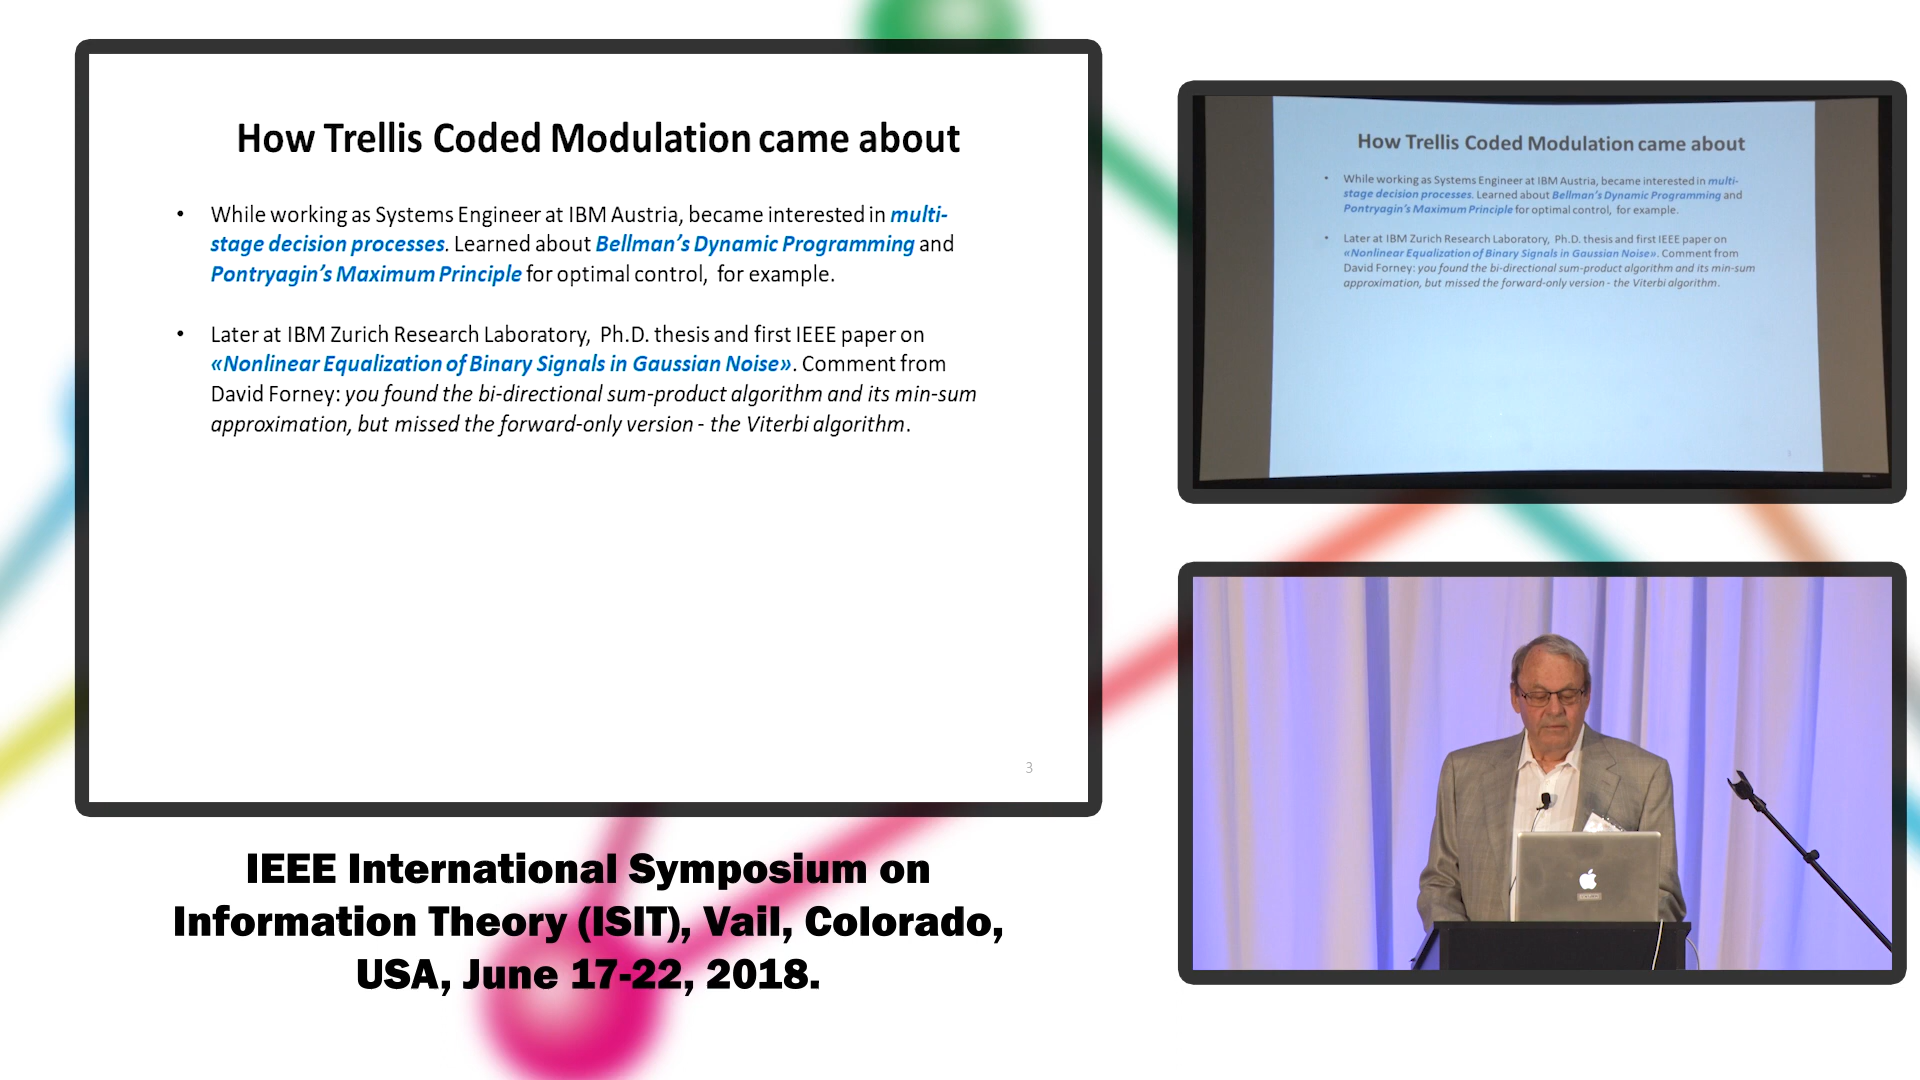 How Trellis Coded Modulation came about
• While working as Systems Engineer at IBM Austria, became interested in multi-
stage decision processes. Learned about Bellman's Dynamic Programming and
Pontryagin's Maximum Principle for optimal control, for example.
• Later at IBM Zurich Research Laboratory, Ph.D. thesis and first IEEE paper on
«Nonlinear Equalization of Binary Signals in Gaussian Noise». Comment from
David Forney: you found the bi-directional sum-product algorithm and its min-sum
approximation, but missed the forward-only version - the Viterbi algorithm.
3
IEEE International Symposium on
Information Theory (ISIT), Vail, Colorado,
USA, June 17-22, 2018.
How Trellis Coded Modulation came about
• While working as Systems Engineer at IBM Austria, became interested in multi-
stage decision processes. Learned about Bellman's Dynamic Programming and
Pontryagin's Maximum Principle for optimal control, for example.
• Later at IBM Zurich Research Laboratory, Ph.D. thesis and first IEEE paper on
«Nonlinear Equalization of Binary Signals in Gaussian Noise». Comment from
David Forney: you found the bi-directional sum-product algorithm and its min-sum
approximation, but missed the forward-only version - the Viterbi algorithm.
3